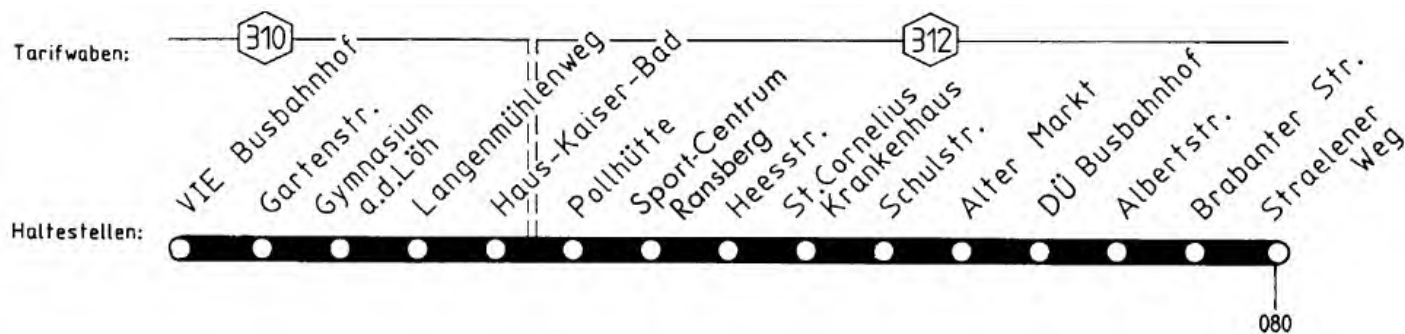 Tarifwaben:
310
312
Haltestellen:
VIE Busbahnhof
Gartenstr.
Gymnasium
a.d.Löh
Langenmühlenweg
Haus-Kaiser-Bad
Pollhütte
Sport-Centrum
Ransberg
Heesstr.
St.Cornelius
Krankenhaus
Schulstr.
Alter Markt
DÜ Busbahnhof
Albertstr.
Brabanter Str.
Straelener
Weg
080